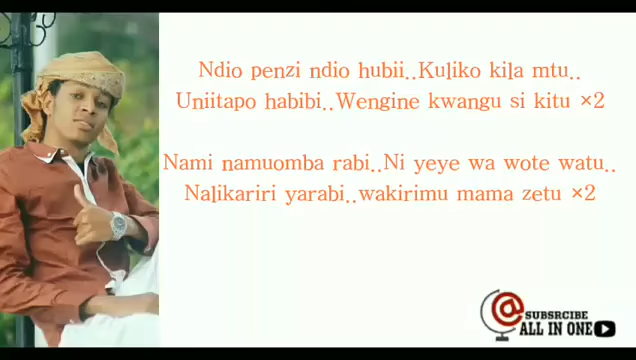 Ndio penzi ndio hubii..Kuliko kila mtu..
Uniitapo habibi..Wengine kwangu si kitu ×2
Nami namuomba rabi..Ni yeye wa wote watu..
Nalikariri yarabi..wakirimu mama zetu ×2
@ SUBSRCIBE
ALL IN ONE